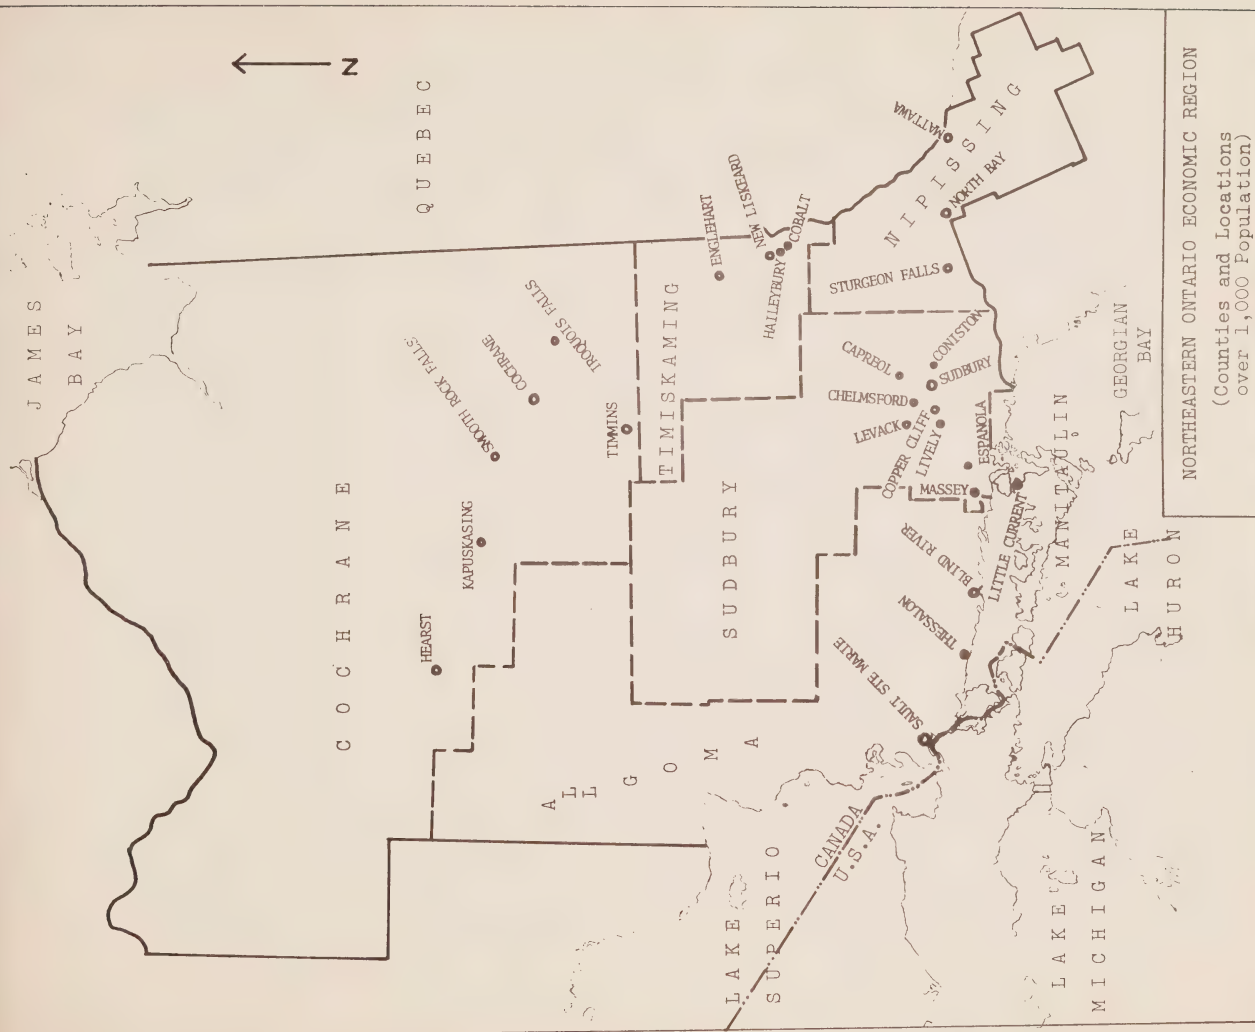 N
JAMES
BAY
QUEBEC
COCHRANE
HEARST
KAPUSKASING
SMOOTH ROCK FALLS
COCHRANE
IROQUOIS FALLS
TIMMINS
TIMISKAMING
ENGLEHART
NEW LISKEARD
HAILEYBURY
COBALT
NIPISSING
MATTAWA
NORTH BAY
STURGEON FALLS
SUDBURY
CAPREOL
CONISTON
SUDBURY
CHELMSFORD
LEVACK
COPPER CLIFF
LIVELY
ESPANOLA
MASSEY
ALLGOMA
SAULT STE MARIE
THESSALON
BLIND RIVER
LITTLE CURRENT
MANITAULIN
GEORGIAN
BAY
LAKE
HURON
CANADA
U.S.A.
LAKE
SUPERIO
LAKE
MICHIGAN
NORTHEASTERN ONTARIO ECONOMIC REGION
(Counties and Locations
over 1,000 Population)